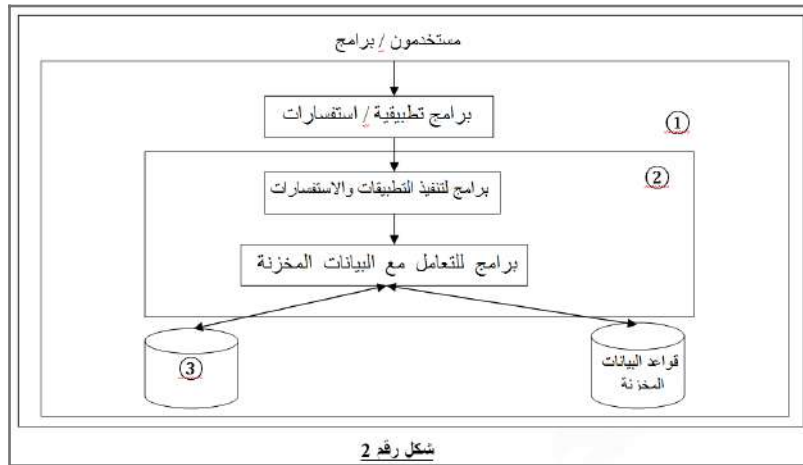 مستخدمون / برامج
برامج تطبيقية / استفسارات
①
②
برامج لتنفيذ التطبيقات والاستفسارات
برامج للتعامل مع البيانات المخزنة
③
قواعد البيانات
المخزنة
شكل رقم 2